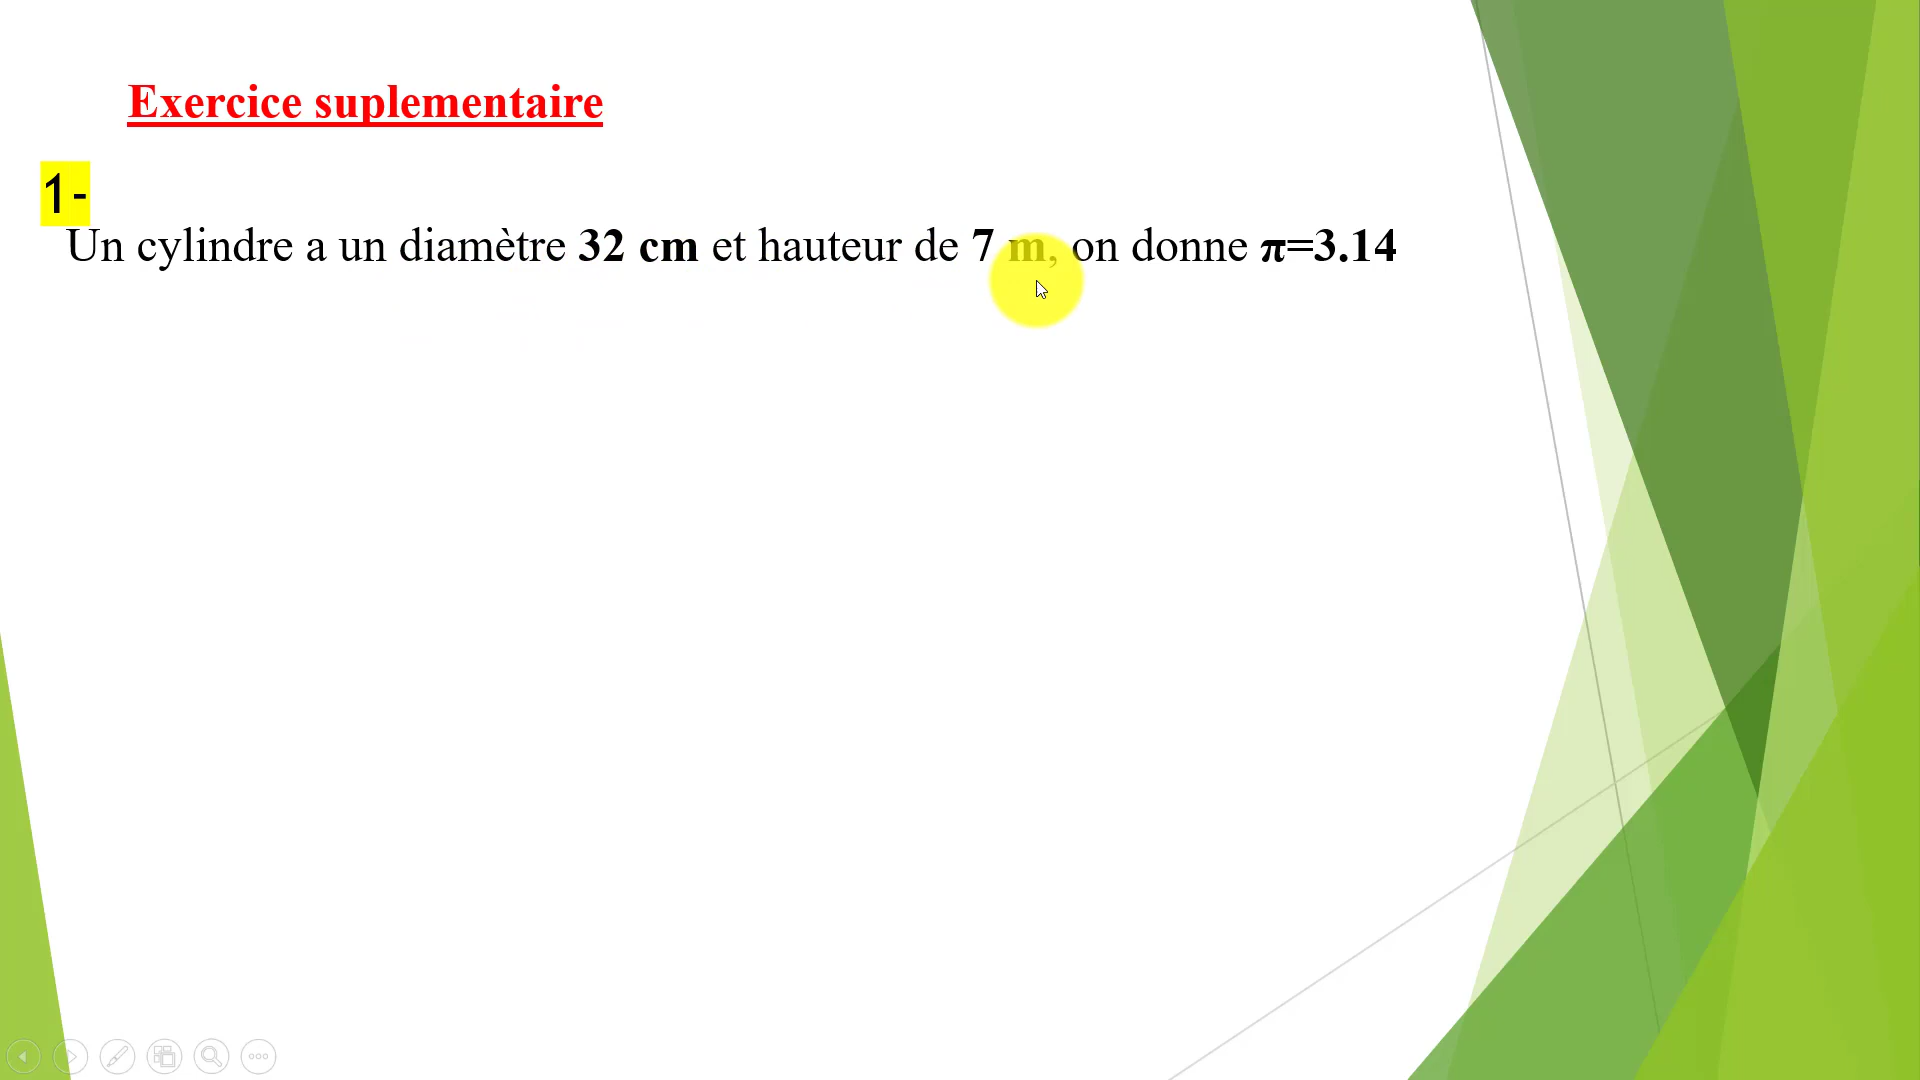 Exercice suplementaire
1-
Un cylindre a un diamètre 32 cm et hauteur de 7 m, on donne π=3.14